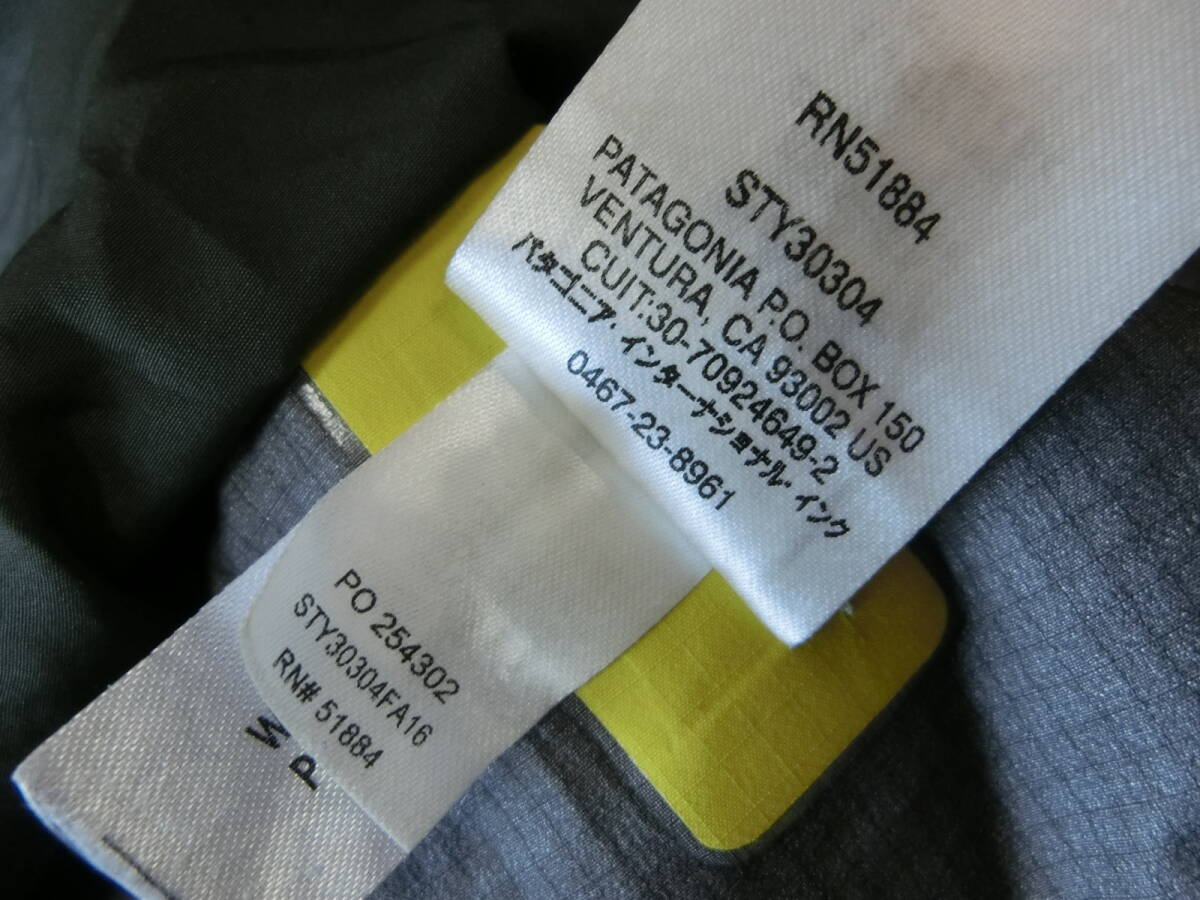 RN51884
STY30304
PATAGONIA P.O. BOX 150
VENTURA, CA 93002 US
CUIT:30-70924649-2
パタゴニア・インターナショナル・インク
0467-23-8961
PO 254302
STY30304FA16
RN# 51884